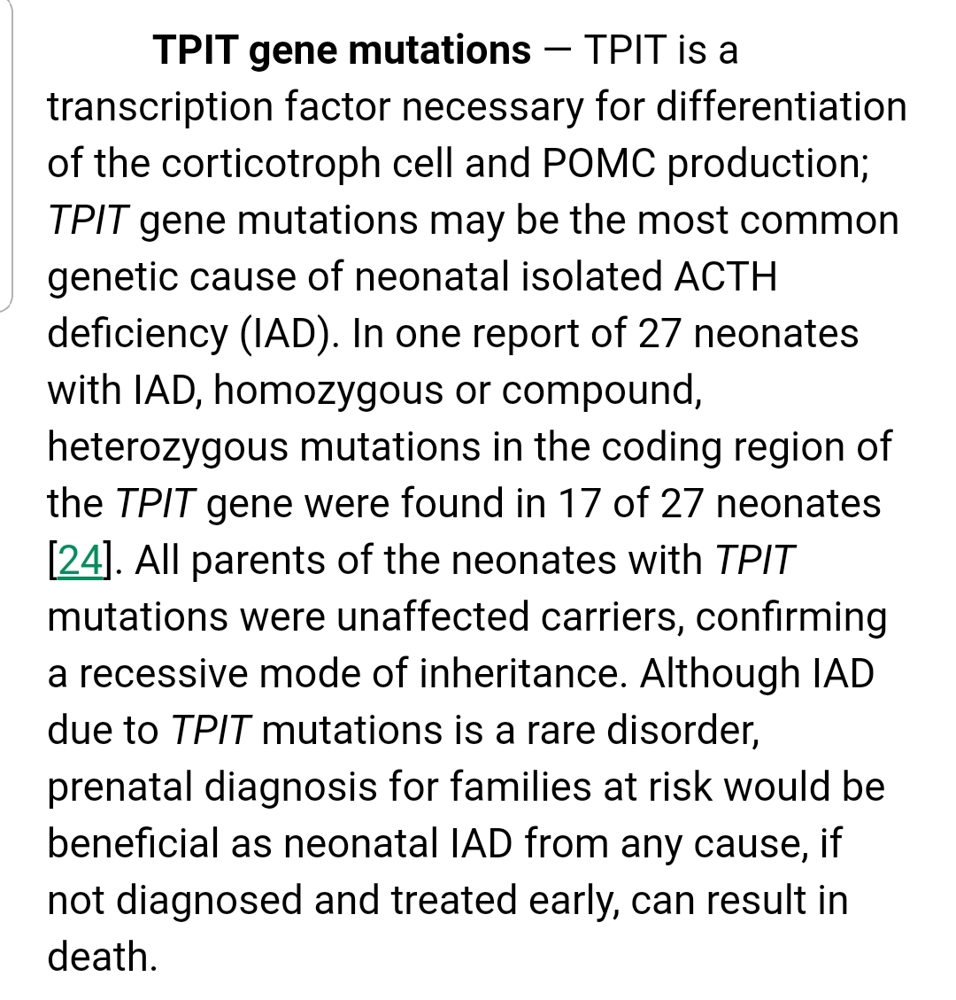 TPIT gene mutations — TPIT is a
transcription factor necessary for differentiation
of the corticotroph cell and POMC production;
TPIT gene mutations may be the most common
genetic cause of neonatal isolated ACTH
deficiency (IAD). In one report of 27 neonates
with IAD, homozygous or compound,
heterozygous mutations in the coding region of
the TPIT gene were found in 17 of 27 neonates
[24]. All parents of the neonates with TPIT
mutations were unaffected carriers, confirming
a recessive mode of inheritance. Although IAD
due to TPIT mutations is a rare disorder,
prenatal diagnosis for families at risk would be
beneficial as neonatal IAD from any cause, if
not diagnosed and treated early, can result in
death.